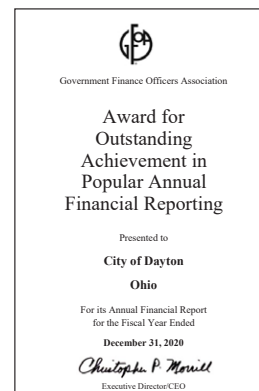 GFOA
Government Finance Officers Association
Award for
Outstanding
Achievement in
Popular Annual
Financial Reporting
Presented to
City of Dayton
Ohio
For its Annual Financial Report
for the Fiscal Year Ended
December 31, 2020
Christopher P. Morrill
Executive Director/CEO